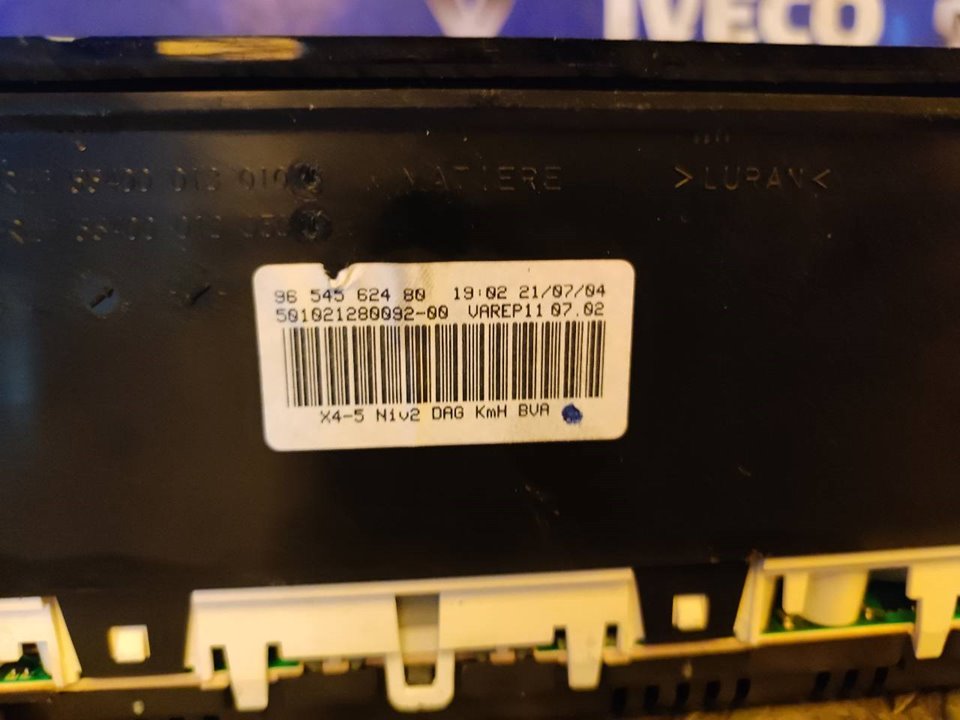 IVECO
MATIERE
>LURAN<
96 545 624 80 19:02 21/07/04
501021280092-00 VAREP11 07.02
X4-5 Niv2 DAG KmH BVA